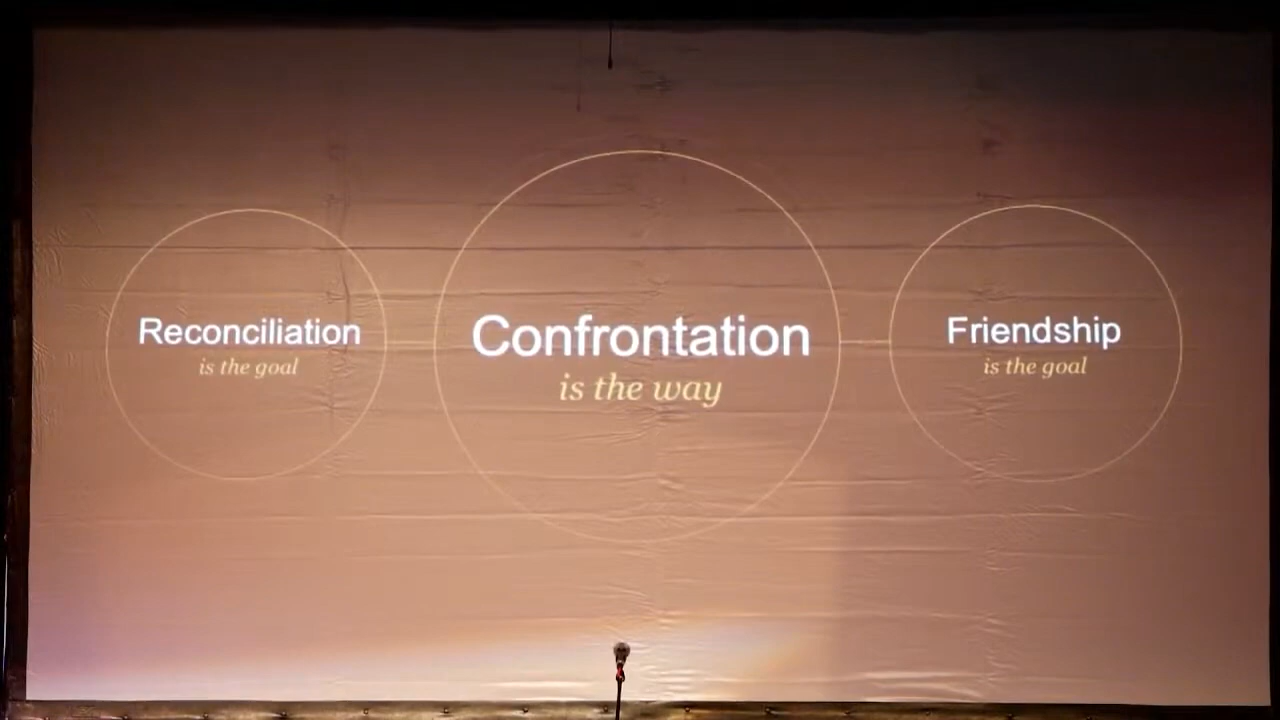 Reconciliation
is the goal
Confrontation
is the way
Friendship
is the goal